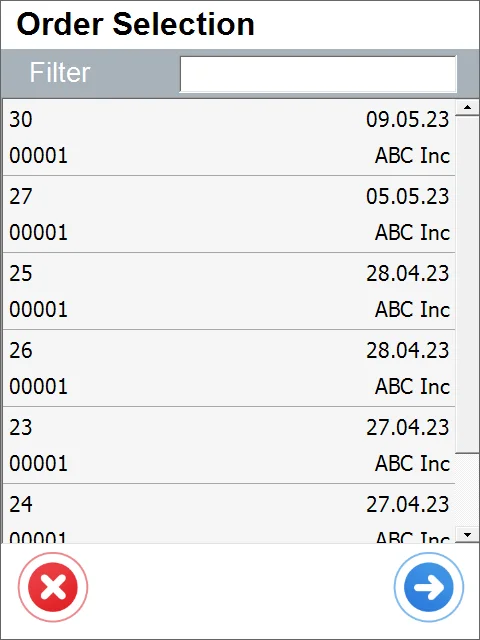 Order Selection
Filter
30 09.05.23
00001 ABC Inc
27 05.05.23
00001 ABC Inc
25 28.04.23
00001 ABC Inc
26 28.04.23
00001 ABC Inc
23 27.04.23
00001 ABC Inc
24 27.04.23
00001 ABC Inc